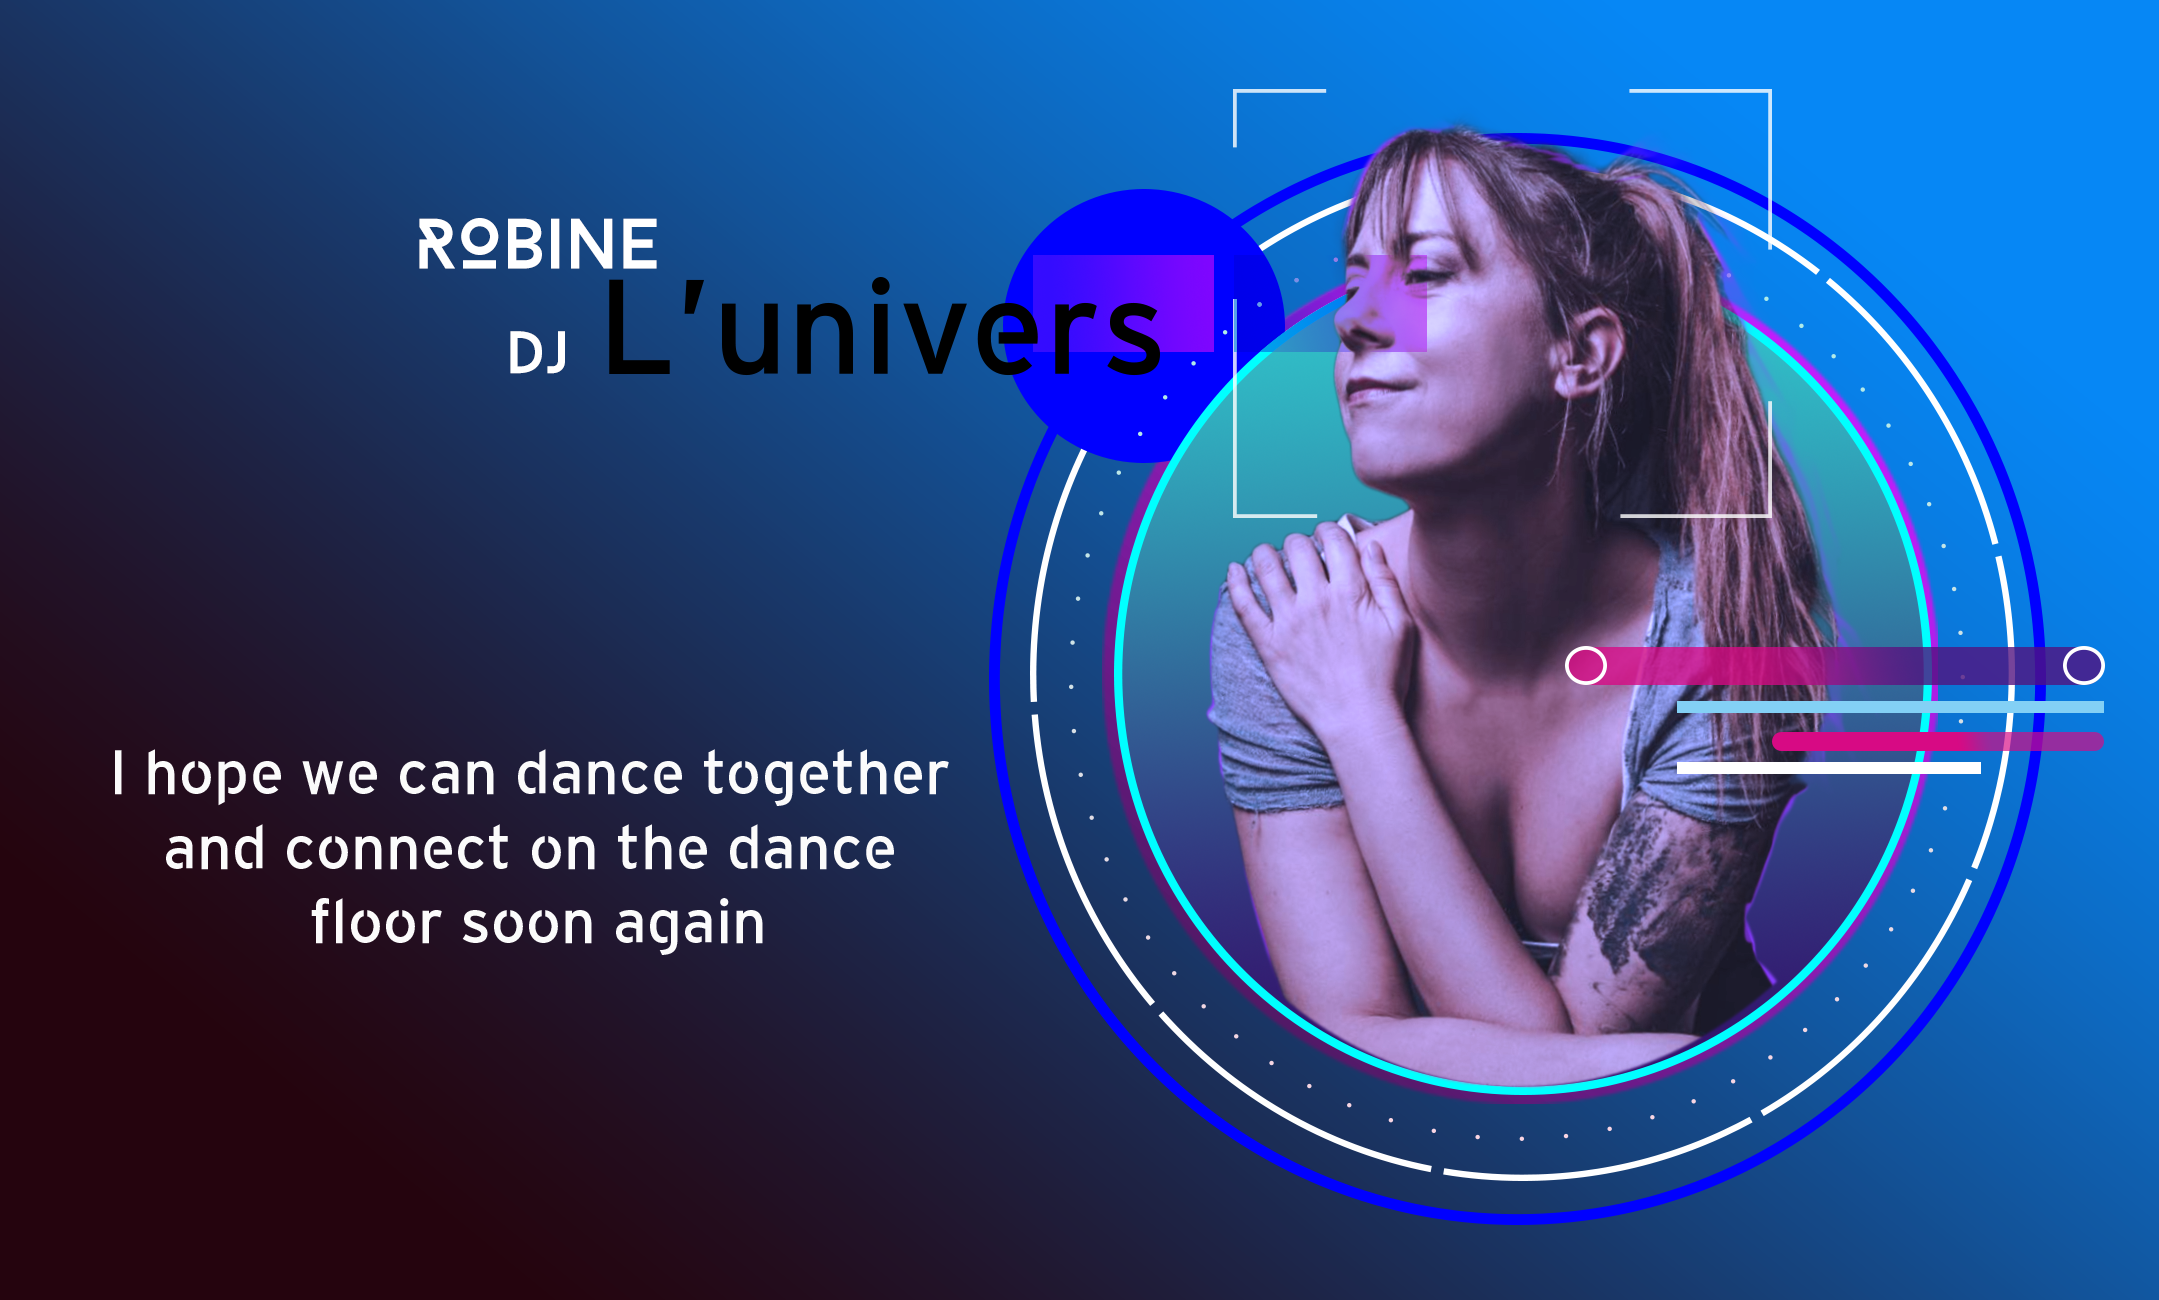 ROBINE
DJ L'univers
I hope we can dance together
and connect on the dance
floor soon again